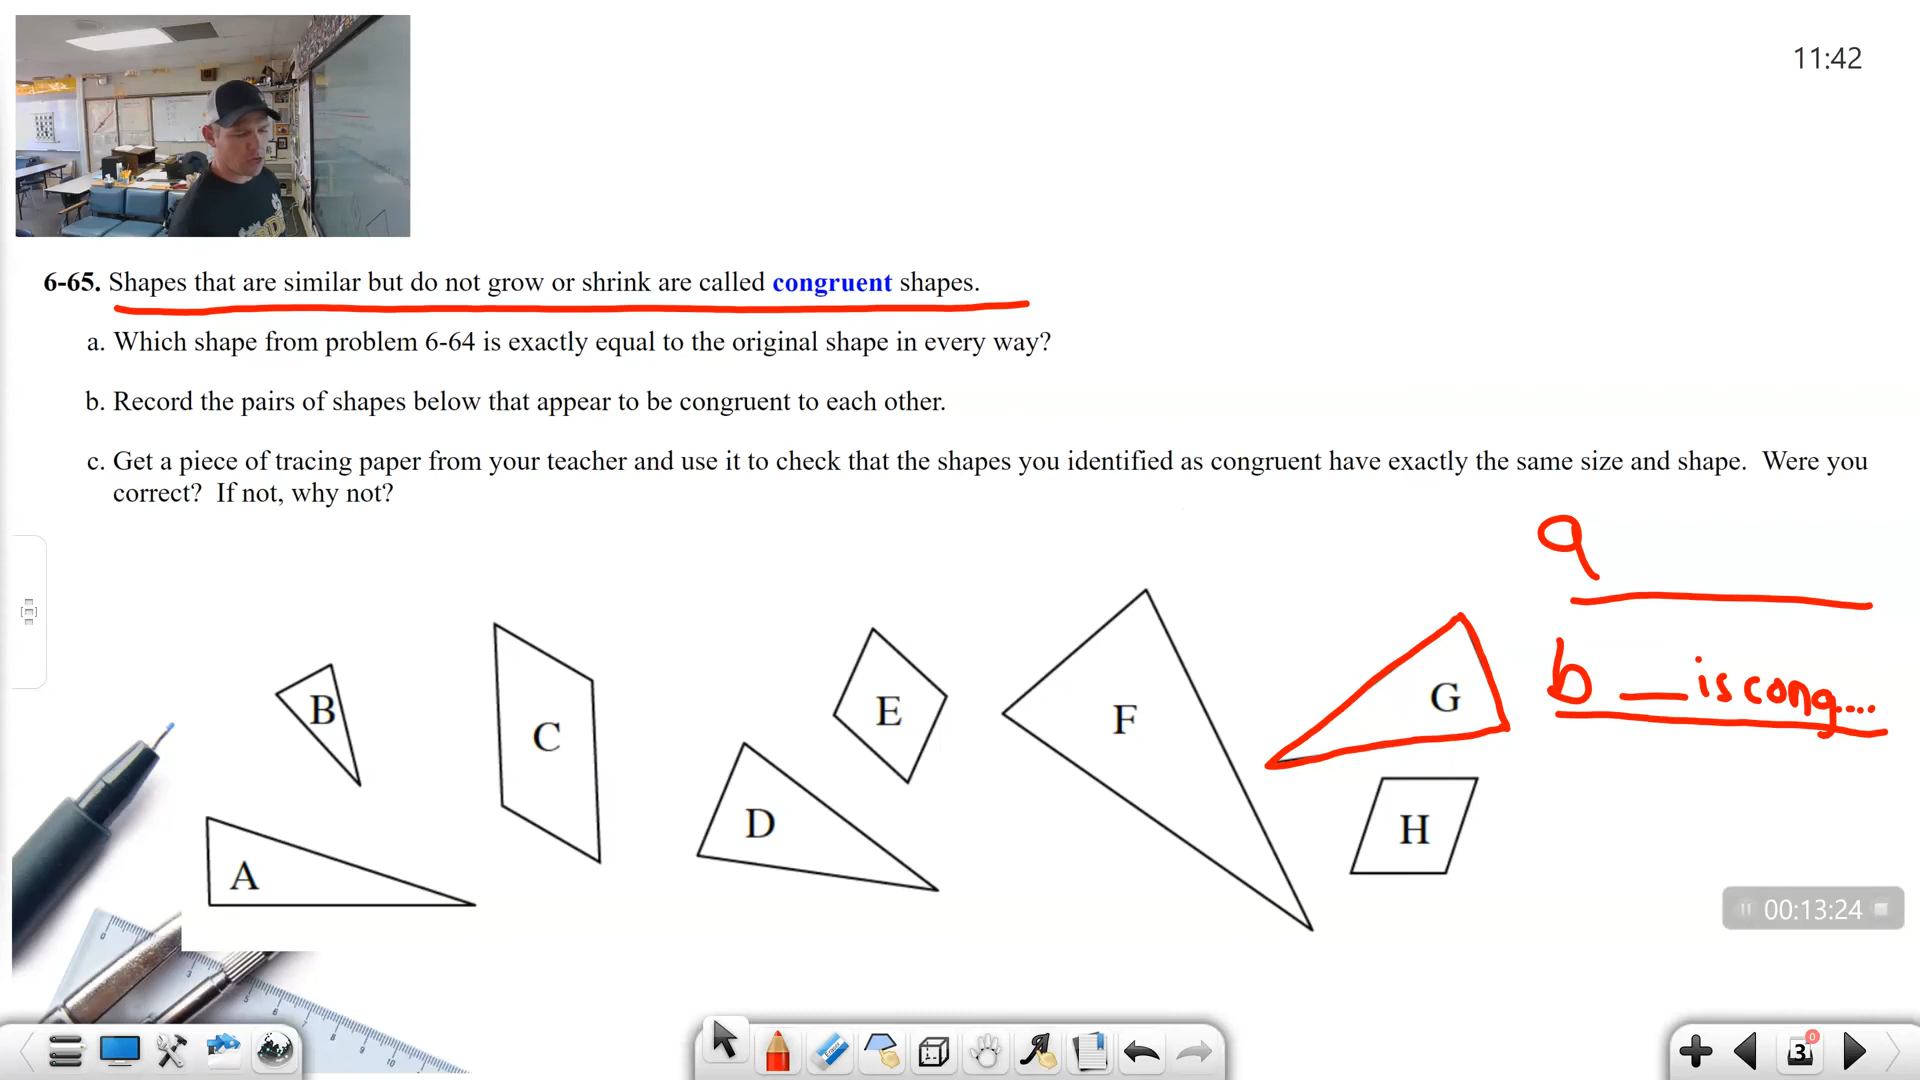 11:42
6-65. Shapes that are similar but do not grow or shrink are called congruent shapes.
a. Which shape from problem 6-64 is exactly equal to the original shape in every way?
b. Record the pairs of shapes below that appear to be congruent to each other.
c. Get a piece of tracing paper from your teacher and use it to check that the shapes you identified as congruent have exactly the same size and shape. Were you
correct? If not, why not?
a
b __ is cong....
B
C
E
F
G
D
H
A
00:13:24
3
0